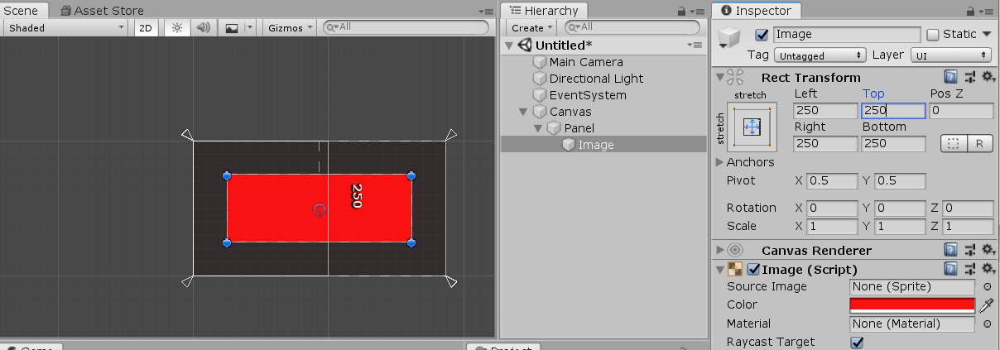 Scene Asset Store
Shaded 2D Gizmos All
250
Game
Hierarchy
Create All
Untitled*
Main Camera
Directional Light
EventSystem
Canvas
Panel
Image
Project
Inspector
Image Static
Tag Untagged Layer UI
Rect Transform
stretch Left Top Pos Z
stretch 250 250 0
Right Bottom
250 250 R
Anchors
Pivot X 0.5 Y 0.5
Rotation X 0 Y 0 Z 0
Scale X 1 Y 1 Z 1
Canvas Renderer
Image (Script)
Source Image None (Sprite)
Color
Material None (Material)
Raycast Target